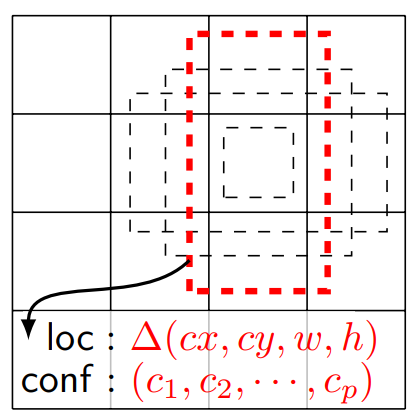 loc : Δ(cx, cy, w, h)
conf : (c₁, c₂, ⋯, cₚ)